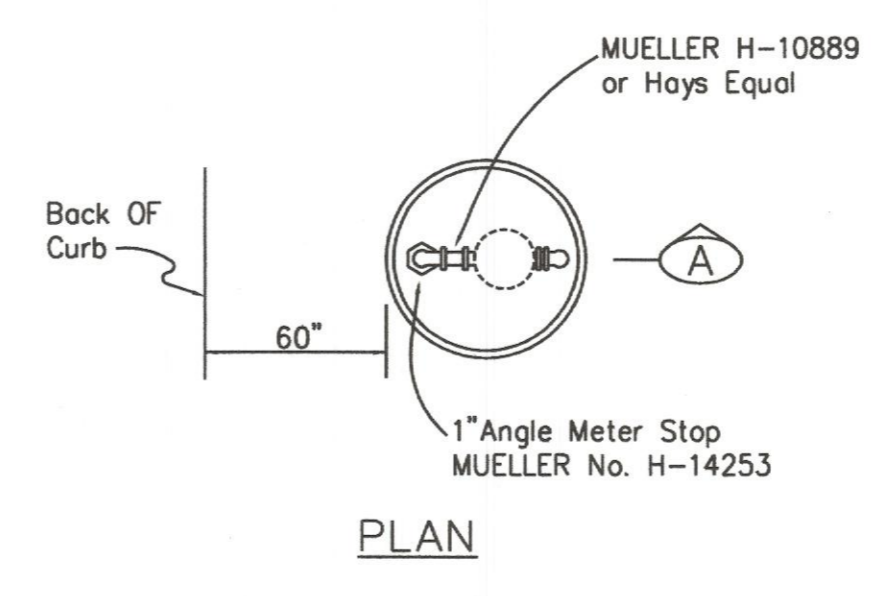 MUELLER H-10889
or Hays Equal
Back OF
Curb
A
60"
1"Angle Meter Stop
MUELLER No. H-14253
PLAN